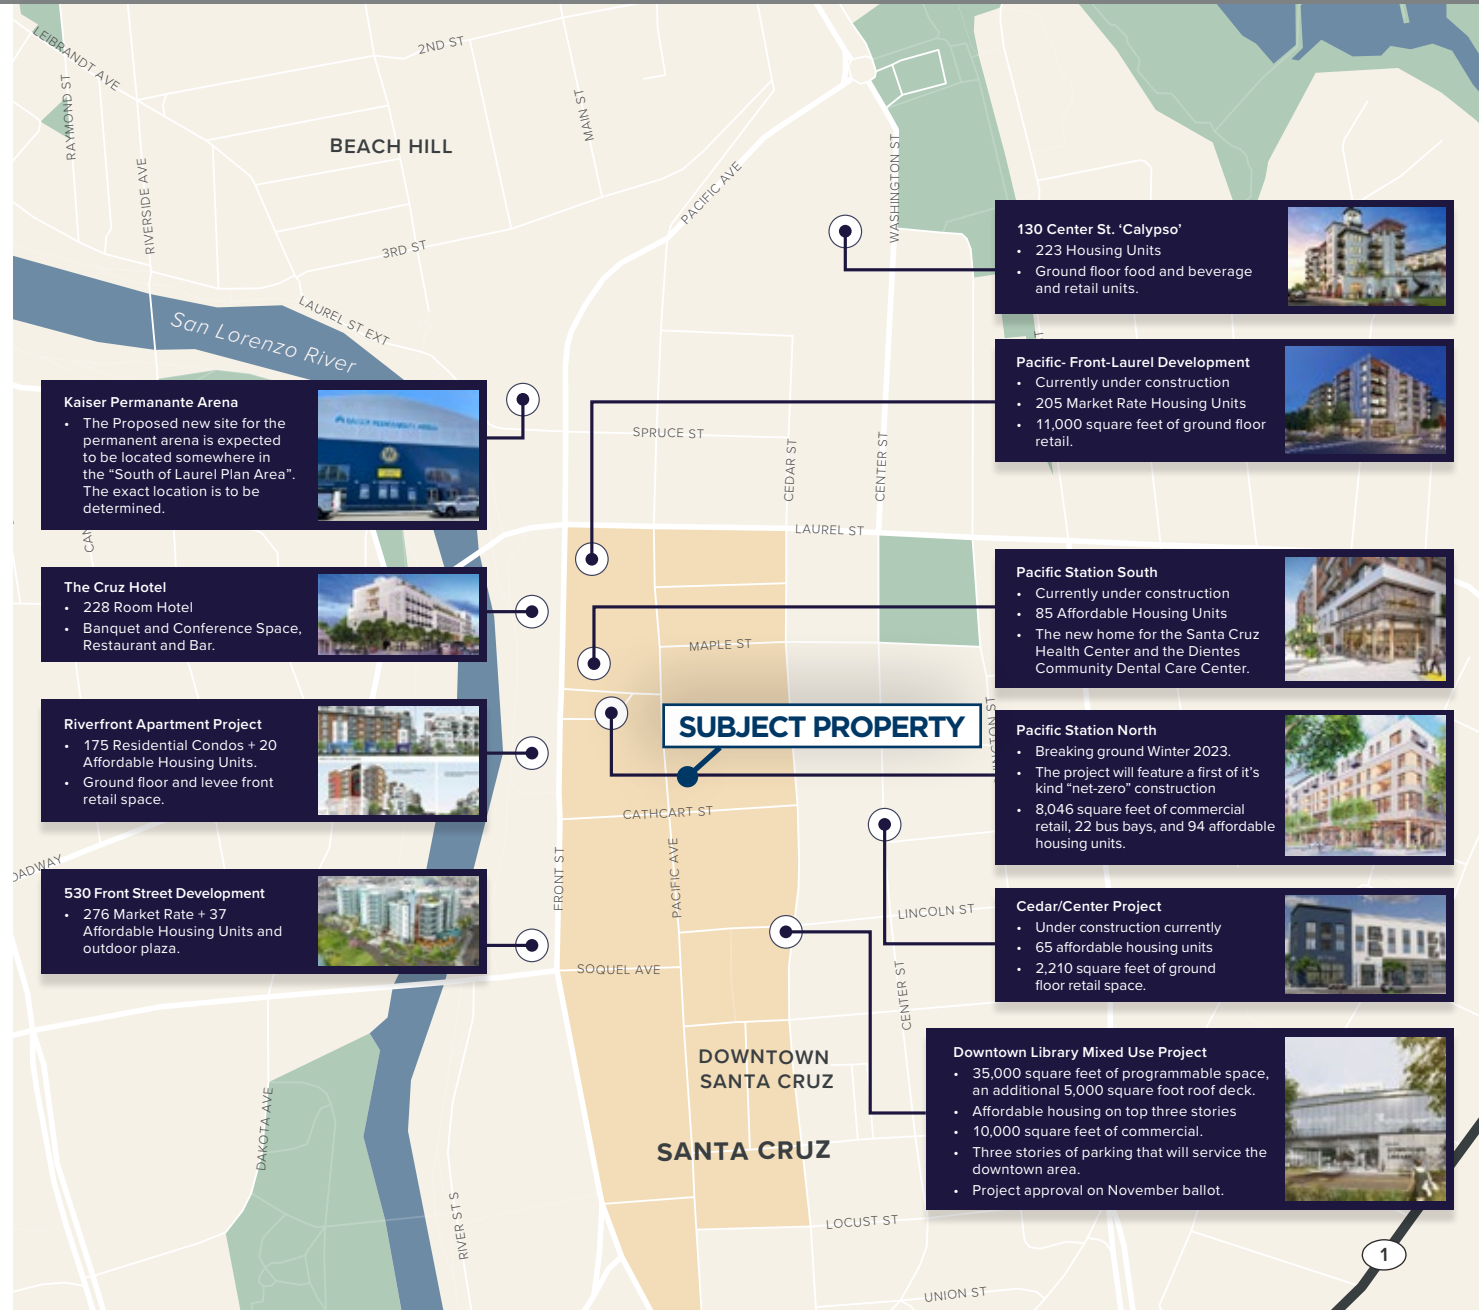 LEIBRANDT AVE
RAYMOND ST
RIVERSIDE AVE
2ND ST
MAIN ST
BEACH HILL
3RD ST
PACIFIC AVE
WASHINGTON ST
LAUREL ST EXT
San Lorenzo River
130 Center St. ‘Calypso’
• 223 Housing Units
• Ground floor food and beverage
and retail units.
Pacific- Front-Laurel Development
• Currently under construction
• 205 Market Rate Housing Units
• 11,000 square feet of ground floor
retail.
Kaiser Permanante Arena
• The Proposed new site for the
permanent arena is expected
to be located somewhere in
the “South of Laurel Plan Area”.
The exact location is to be
determined.
SPRUCE ST
CEDAR ST
CENTER ST
LAUREL ST
The Cruz Hotel
• 228 Room Hotel
• Banquet and Conference Space,
Restaurant and Bar.
Pacific Station South
• Currently under construction
• 85 Affordable Housing Units
• The new home for the Santa Cruz
Health Center and the Dientes
Community Dental Care Center.
MAPLE ST
SUBJECT PROPERTY
Riverfront Apartment Project
• 175 Residential Condos + 20
Affordable Housing Units.
• Ground floor and levee front
retail space.
Pacific Station North
• Breaking ground Winter 2023.
• The project will feature a first of it’s
kind “net-zero” construction
• 8,046 square feet of commercial
retail, 22 bus bays, and 94 affordable
housing units.
CATHCART ST
FRONT ST
PACIFIC AVE
530 Front Street Development
• 276 Market Rate + 37
Affordable Housing Units and
outdoor plaza.
Cedar/Center Project
• Under construction currently
• 65 affordable housing units
• 2,210 square feet of ground
floor retail space.
LINCOLN ST
SOQUEL AVE
CENTER ST
DOWNTOWN
SANTA CRUZ
SANTA CRUZ
Downtown Library Mixed Use Project
• 35,000 square feet of programmable space,
an additional 5,000 square foot roof deck.
• Affordable housing on top three stories
• 10,000 square feet of commercial.
• Three stories of parking that will service the
downtown area.
• Project approval on November ballot.
DAKOTA AVE
RIVER ST S
LOCUST ST
UNION ST
1